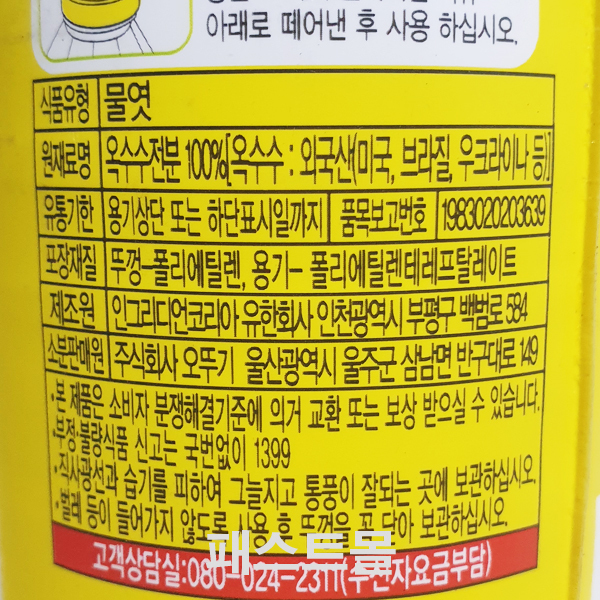 아래로 떼어낸 후 사용 하십시오.
식품유형 물엿
원재료명 옥수수전분 100%[옥수수 : 외국산(미국, 브라질, 우크라이나 등)]
유통기한 용기상단 또는 하단표시일까지 품목보고번호 1983020203639
포장재질 뚜껑-폴리에틸렌, 용기- 폴리에틸렌테레프탈레이트
제조원 인그리디언코리아 유한회사 인천광역시 부평구 백범로 584
소분판매원 주식회사 오뚜기 울산광역시 울주군 삼남면 반구대로 149
·본 제품은 소비자 분쟁해결기준에 의거 교환 또는 보상 받으실 수 있습니다.
·부정·불량식품 신고는 국번없이 1399
·직사광선과 습기를 피하여 그늘지고 통풍이 잘되는 곳에 보관하십시오.
·벌레 등이 들어가지 않도록 사용 후 뚜껑을 꼭 닫아 보관하십시오.
패스트몰
고객상담실:080-024-2311(수신자요금부담)